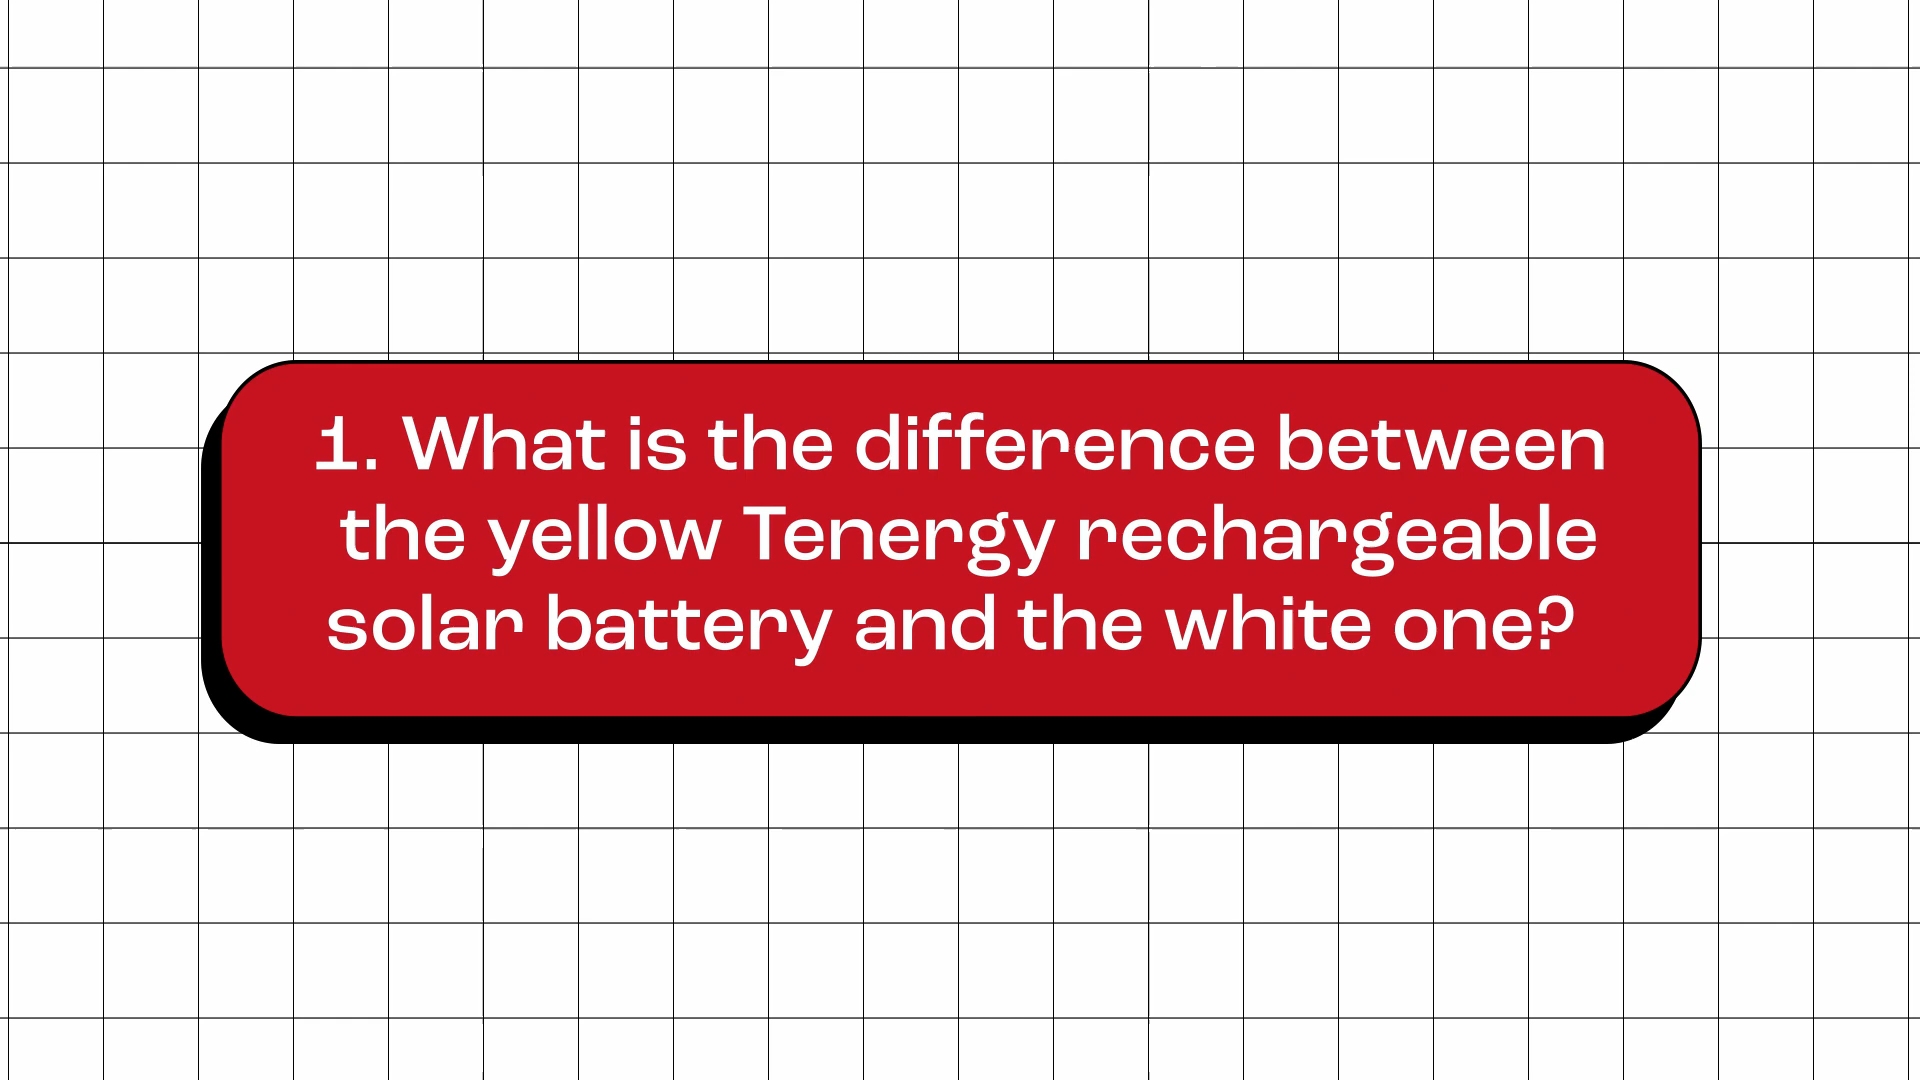 1. What is the difference between
the yellow Tenergy rechargeable
solar battery and the white one?